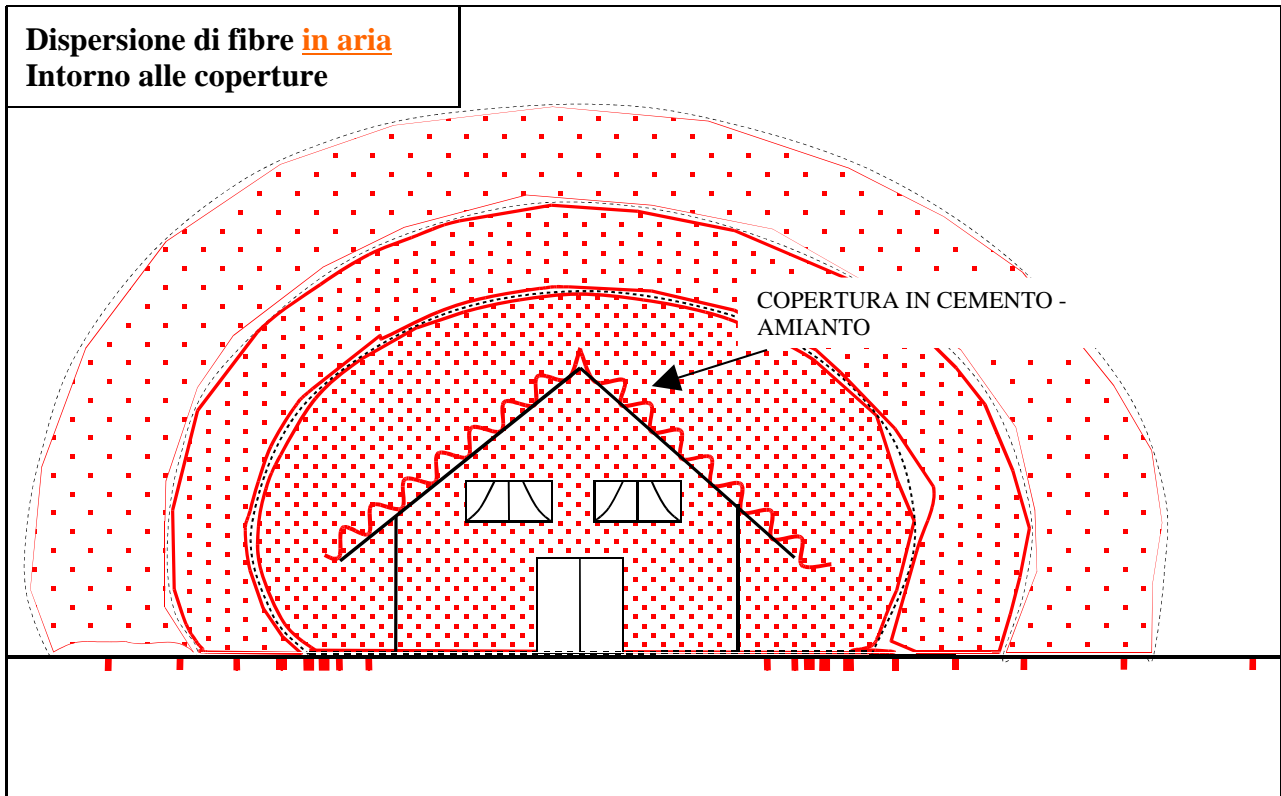 Dispersione di fibre in aria
Intorno alle coperture
COPERTURA IN CEMENTO -
AMIANTO